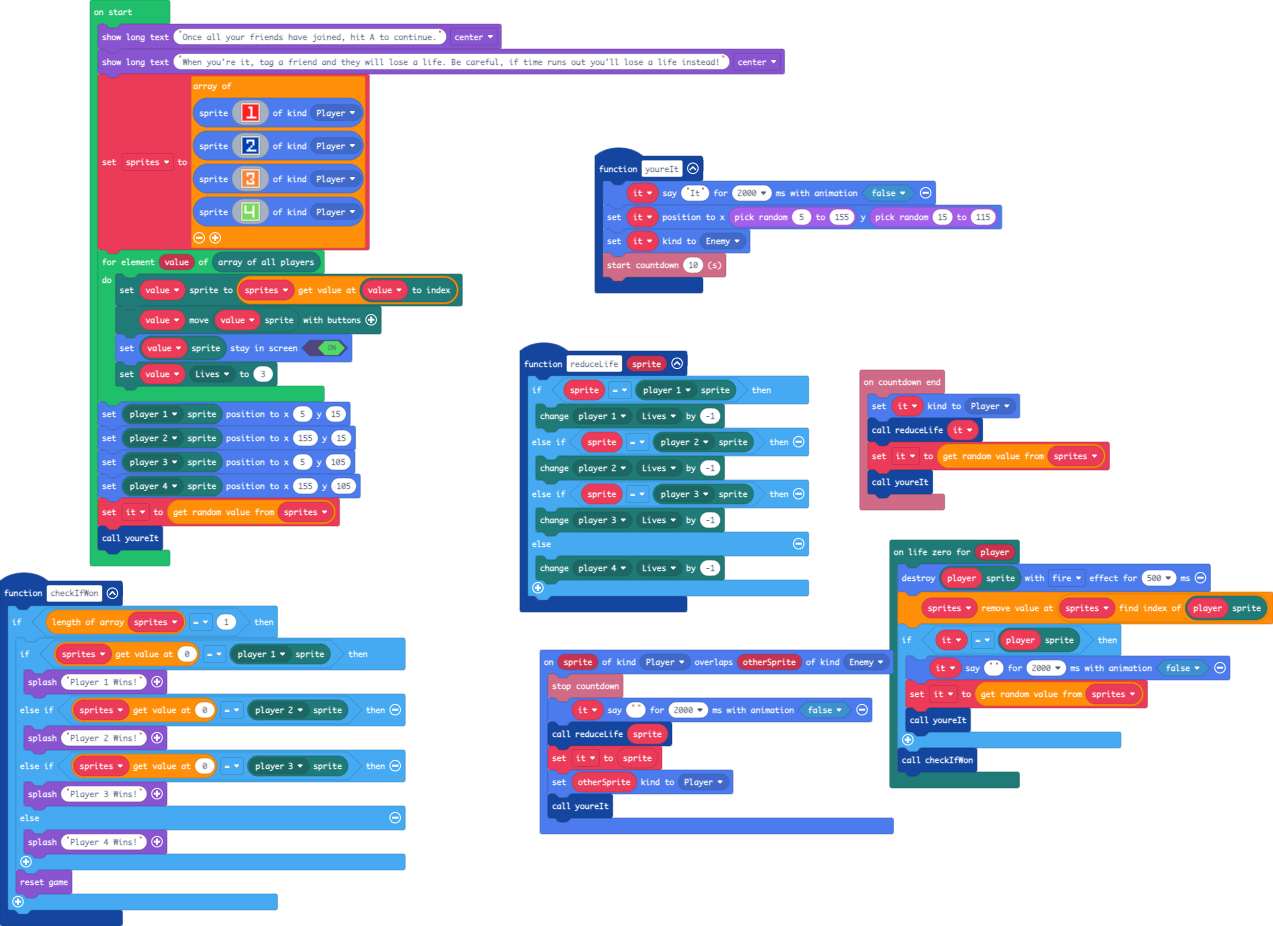 on start
show long text "Once all your friends have joined, hit A to continue." center
show long text "When you're it, tag a friend and they will lose a life. Be careful, if time runs out you'll lose a life instead!" center
set sprites to
array of
sprite 1 of kind Player
sprite 2 of kind Player
sprite 3 of kind Player
sprite 4 of kind Player
for element value of array of all players
do
set value sprite to sprites get value at value to index
value move value sprite with buttons
set value sprite stay in screen ON
set value Lives to 3
set player 1 sprite position to x 5 y 15
set player 2 sprite position to x 155 y 15
set player 3 sprite position to x 5 y 105
set player 4 sprite position to x 155 y 105
set it to get random value from sprites
call youreIt
function youreIt
it say "It" for 2000 ms with animation false
set it position to x pick random 5 to 155 y pick random 15 to 115
set it kind to Enemy
start countdown 10 (s)
function reduceLife sprite
if sprite = player 1 sprite then
change player 1 Lives by -1
else if sprite = player 2 sprite then
change player 2 Lives by -1
else if sprite = player 3 sprite then
change player 3 Lives by -1
else
change player 4 Lives by -1
on countdown end
set it kind to Player
call reduceLife it
set it to get random value from sprites
call youreIt
on life zero for player
destroy player sprite with fire effect for 500 ms
sprites remove value at sprites find index of player sprite
if it = player sprite then
it say "" for 2000 ms with animation false
set it to get random value from sprites
call youreIt
call checkIfWon
function checkIfWon
if length of array sprites = 1 then
if sprites get value at 0 = player 1 sprite then
splash "Player 1 Wins!"
else if sprites get value at 0 = player 2 sprite then
splash "Player 2 Wins!"
else if sprites get value at 0 = player 3 sprite then
splash "Player 3 Wins!"
else
splash "Player 4 Wins!"
reset game
on sprite of kind Player overlaps otherSprite of kind Enemy
stop countdown
it say "" for 2000 ms with animation false
call reduceLife sprite
set it to sprite
set otherSprite kind to Player
call youreIt